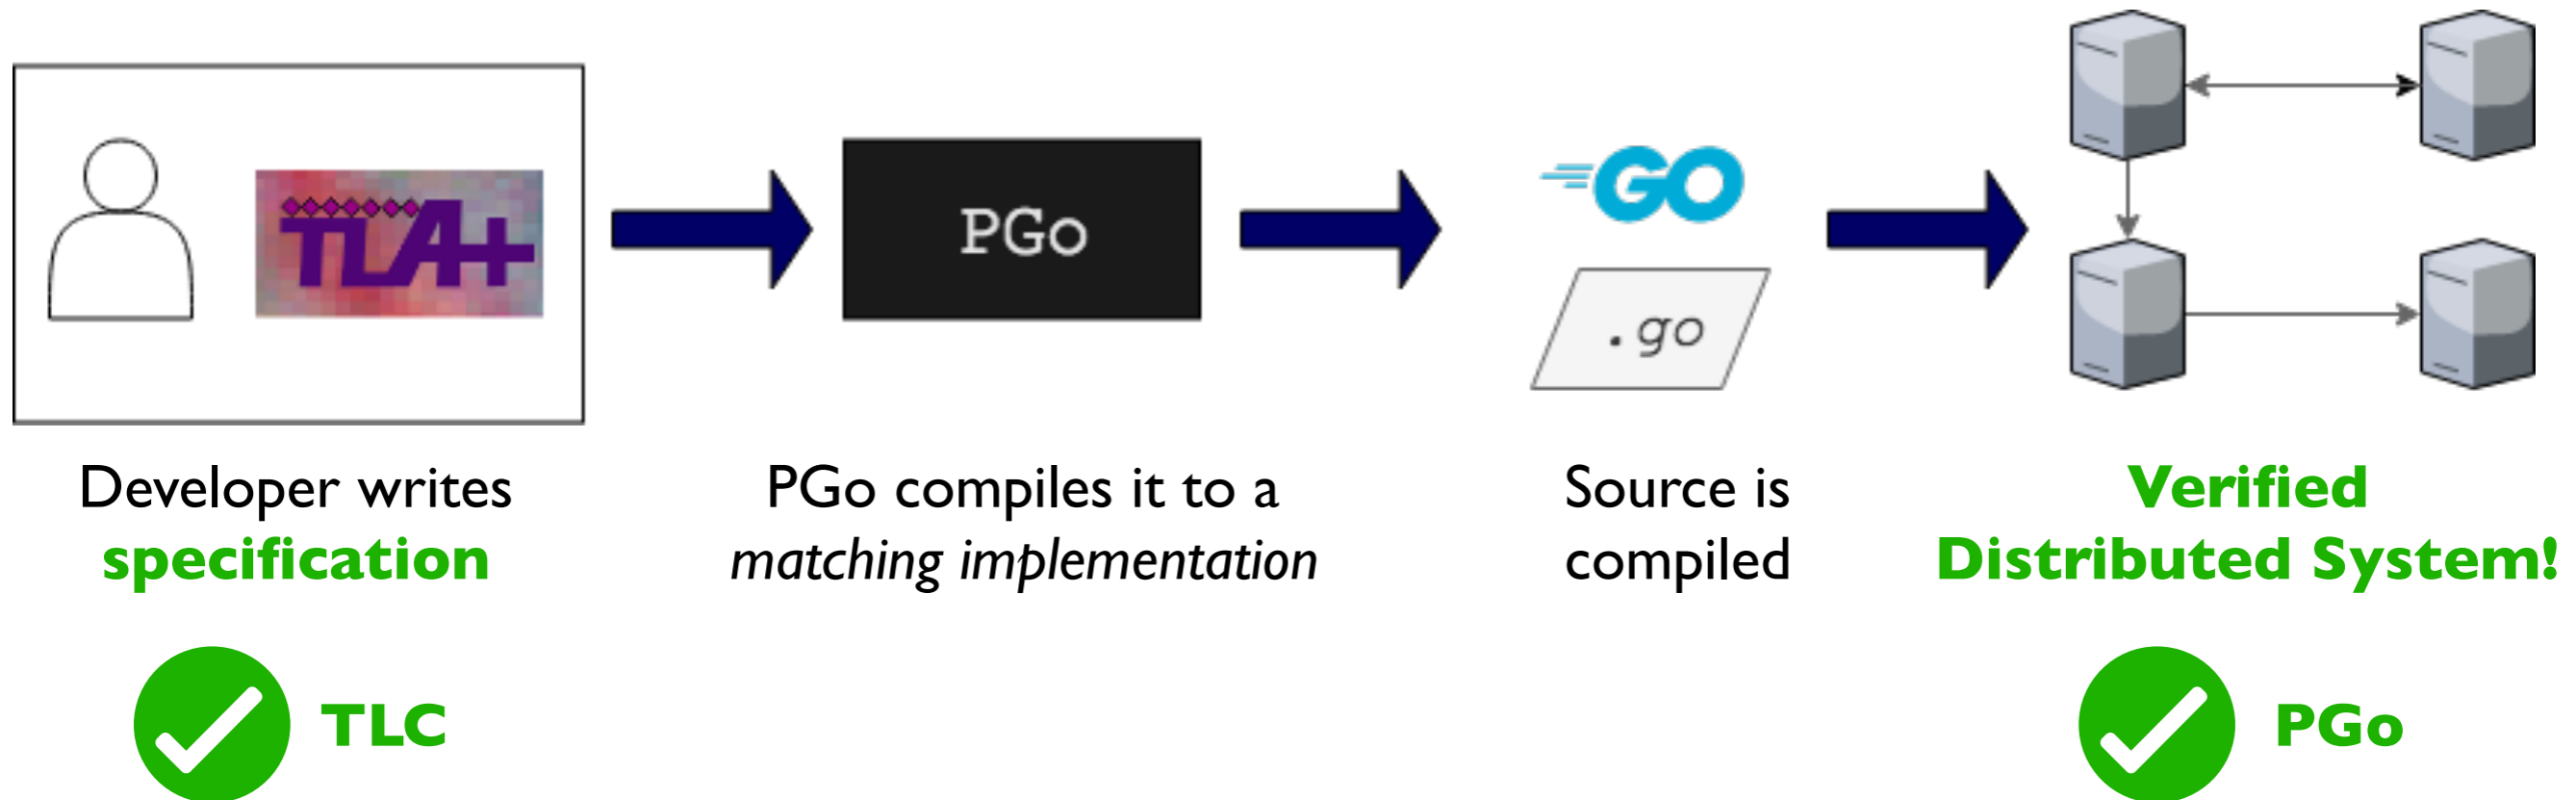 TLA+
PGo
GO
.go
Developer writes
specification
PGo compiles it to a
matching implementation
Source is
compiled
Verified
Distributed System!
TLC
PGo